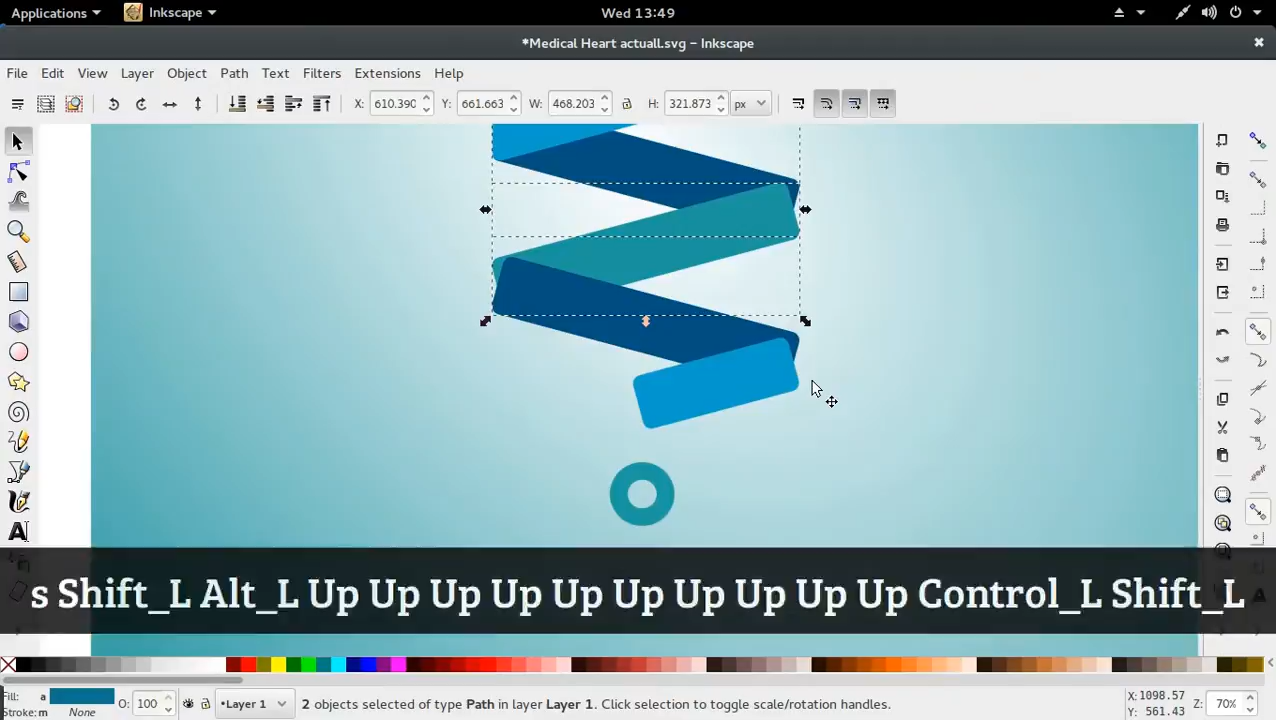 Applications Inkscape Wed 13:49
*Medical Heart actuall.svg – Inkscape
File Edit View Layer Object Path Text Filters Extensions Help
X: 610.390 Y: 661.663 W: 468.203 H: 321.873 px
s Shift_L Alt_L Up Up Up Up Up Up Up Up Up Up Control_L Shift_L
Fill: a O: 100 •Layer 1 2 objects selected of type Path in layer Layer 1. Click selection to toggle scale/rotation handles. X:1098.57 Z: 70%
Stroke: m None Y: 561.43